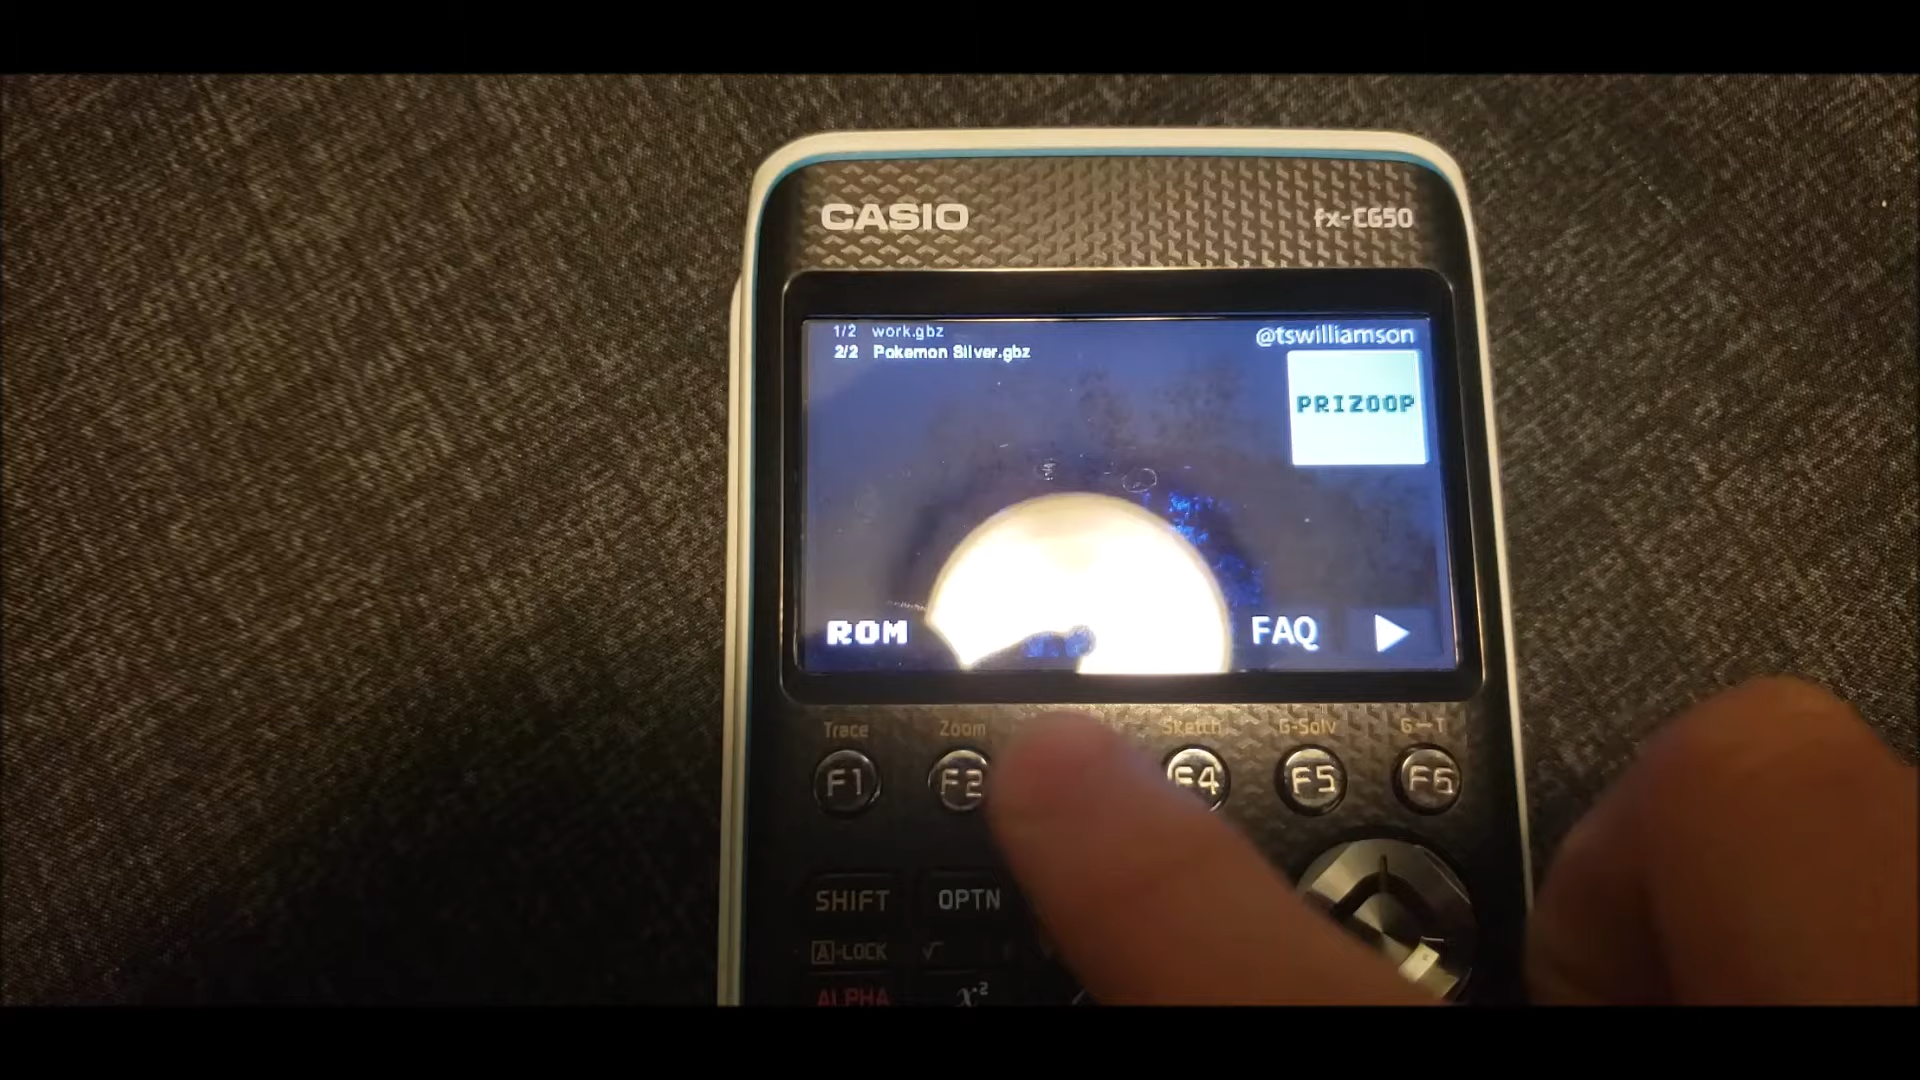 CASIO fx-CG50
1/2 work.gbz
2/2 Pokemon Silver.gbz
@tswilliamson
PRIZOOP
ROM FAQ
Trace Zoom Sketch G-Solv G↔T
F1 F2 F4 F5 F6
SHIFT OPTN
A-LOCK √
ALPHA x²